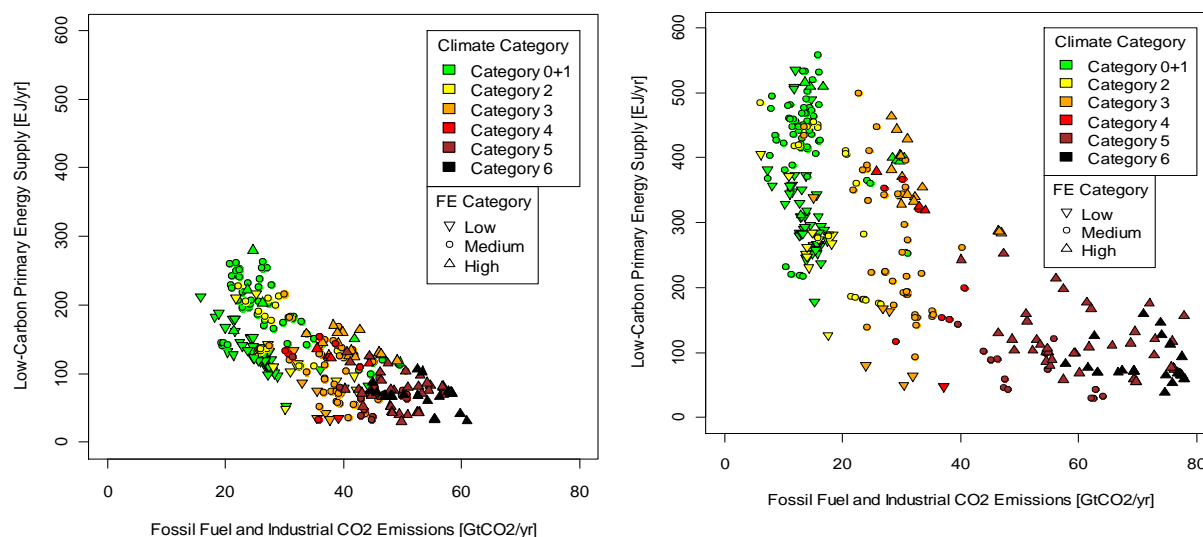 600
500
400
300
200
100
0
Low-Carbon Primary Energy Supply [EJ/yr]
Climate Category
Category 0+1
Category 2
Category 3
Category 4
Category 5
Category 6
FE Category
Low
Medium
High
0 20 40 60 80
Fossil Fuel and Industrial CO2 Emissions [GtCO2/yr]
600
500
400
300
200
100
0
Low-Carbon Primary Energy Supply [EJ/yr]
Climate Category
Category 0+1
Category 2
Category 3
Category 4
Category 5
Category 6
FE Category
Low
Medium
High
0 20 40 60 80
Fossil Fuel and Industrial CO2 Emissions [GtCO2/yr]